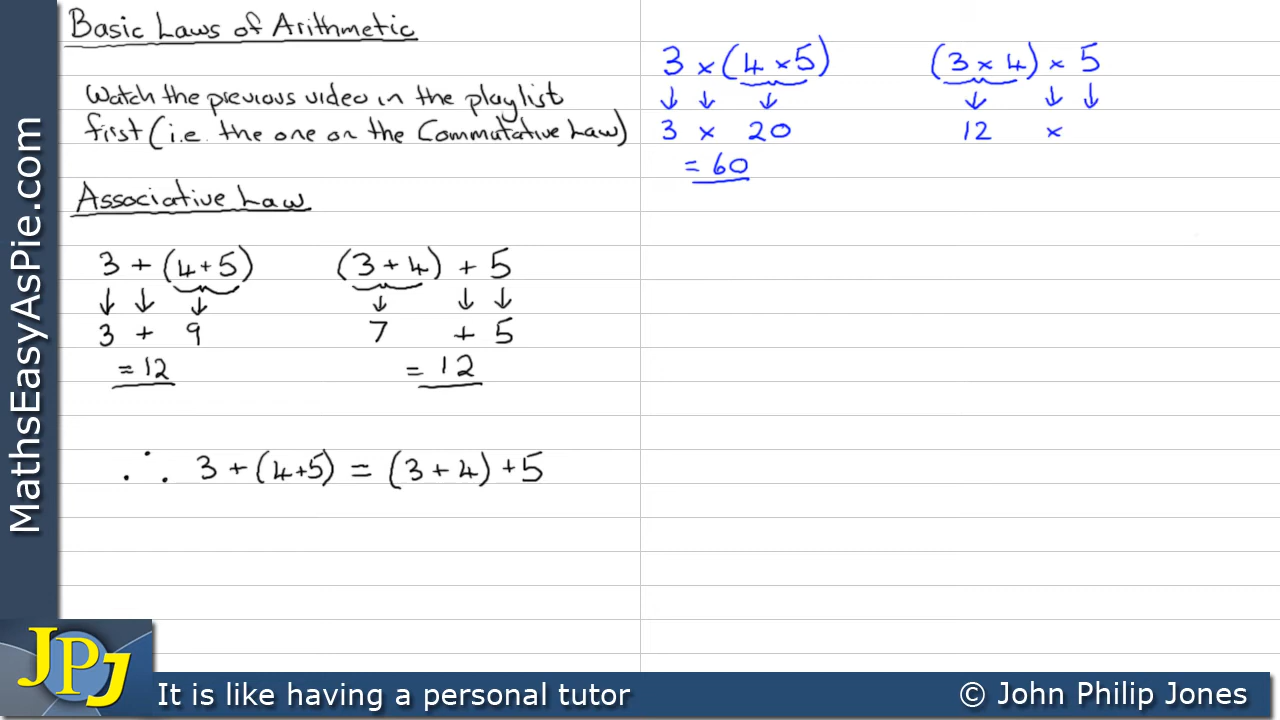 Basic Laws of Arithmetic
Watch the previous video in the playlist
first (i.e. the one on the Commutative Law)
Associative Law
3 + (4+5) (3 + 4) + 5
↓ ↓ ↓ ↓ ↓ ↓
3 + 9 7 + 5
= 12 = 12
∴ 3 + (4+5) = (3 + 4) + 5
3 × (4 × 5) (3 × 4) × 5
↓ ↓ ↓ ↓ ↓ ↓
3 × 20 12 ×
= 60
MathsEasyAsPie.com
JPJ
It is like having a personal tutor
© John Philip Jones